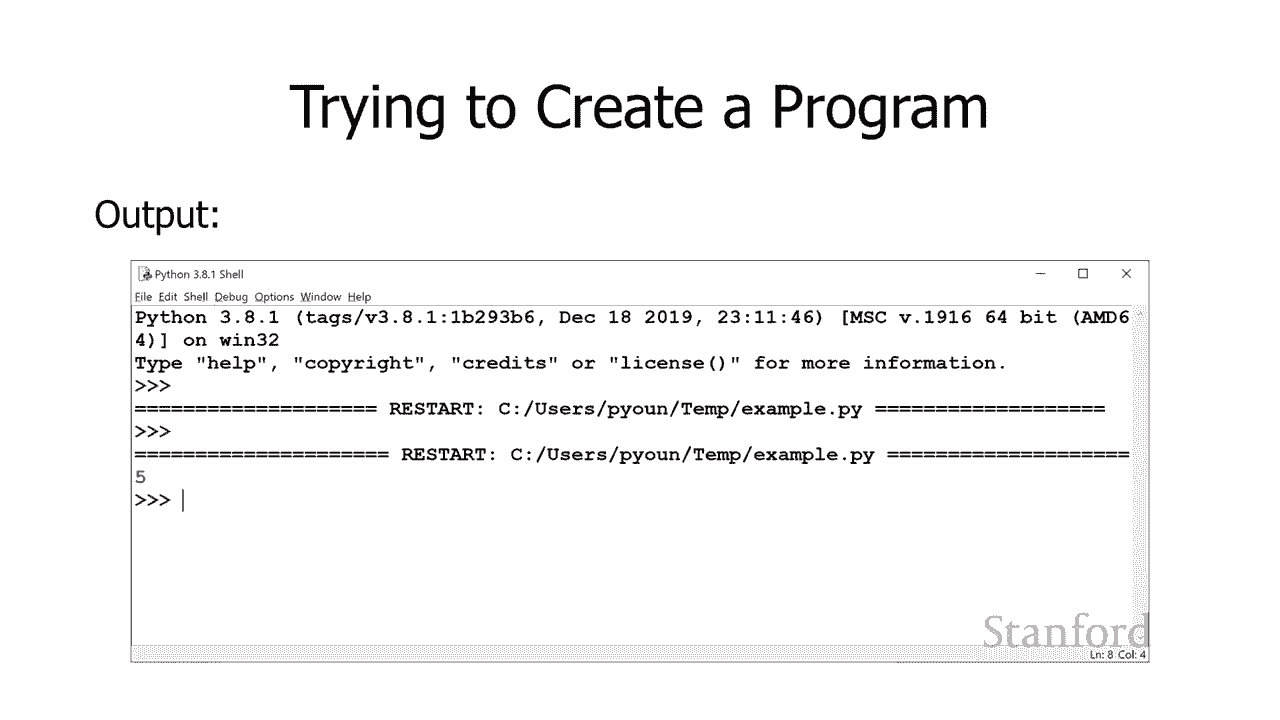 Trying to Create a Program
Output:
Python 3.8.1 Shell
File Edit Shell Debug Options Window Help
Python 3.8.1 (tags/v3.8.1:1b293b6, Dec 18 2019, 23:11:46) [MSC v.1916 64 bit (AMD6
4)] on win32
Type "help", "copyright", "credits" or "license()" for more information.
>>>
==================== RESTART: C:/Users/pyoun/Temp/example.py ===================
>>>
===================== RESTART: C:/Users/pyoun/Temp/example.py ====================
5
>>>
Stanford
Ln: 8 Col: 4